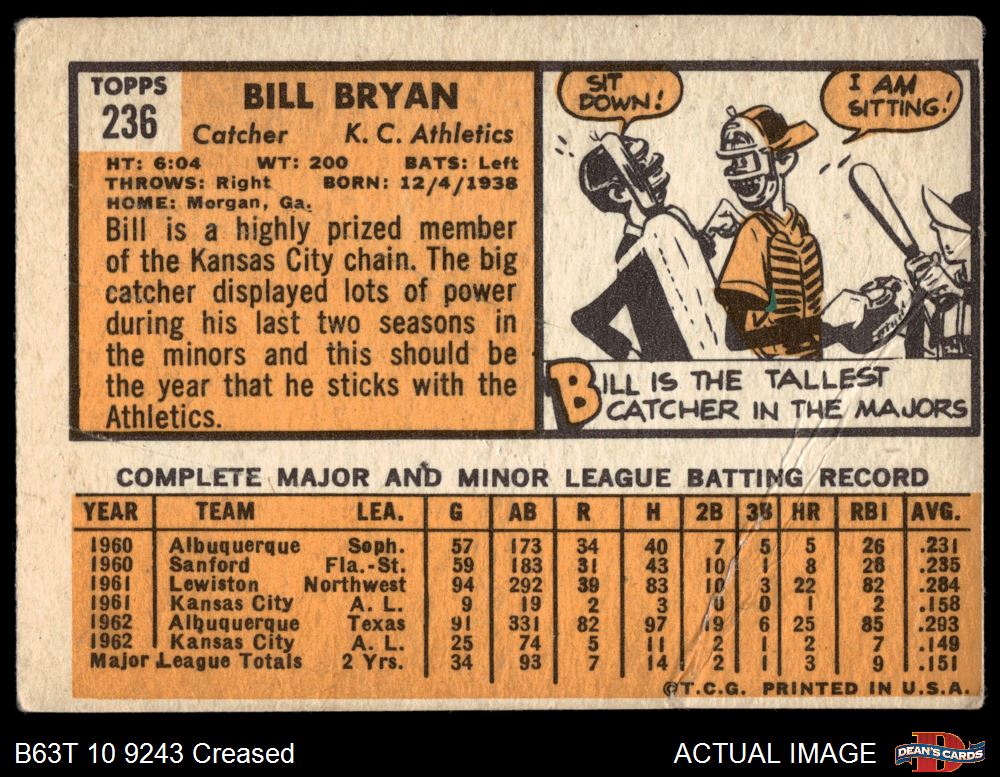 TOPPS
236
BILL BRYAN
Catcher K. C. Athletics
HT: 6:04 WT: 200 BATS: Left
THROWS: Right BORN: 12/4/1938
HOME: Morgan, Ga.
Bill is a highly prized member
of the Kansas City chain. The big
catcher displayed lots of power
during his last two seasons in
the minors and this should be
the year that he sticks with the
Athletics.
SIT
DOWN!
I AM
SITTING!
BILL IS THE TALLEST
CATCHER IN THE MAJORS
COMPLETE MAJOR AND MINOR LEAGUE BATTING RECORD
YEAR TEAM LEA. G AB R H 2B 3B HR RBI AVG.
1960 Albuquerque Soph. 57 173 34 40 7 5 5 26 .231
1960 Sanford Fla.-St. 59 183 31 43 10 1 8 28 .235
1961 Lewiston Northwest 94 292 39 83 10 3 22 82 .284
1961 Kansas City A. L. 9 19 2 3 0 0 1 2 .158
1962 Albuquerque Texas 91 331 82 97 19 6 25 85 .293
1962 Kansas City A. L. 25 74 5 11 2 1 2 7 .149
Major League Totals 2 Yrs. 34 93 7 14 2 1 3 9 .151
©T.C.G. PRINTED IN U.S.A.
B63T 10 9243 Creased ACTUAL IMAGE
DEAN'S CARDS